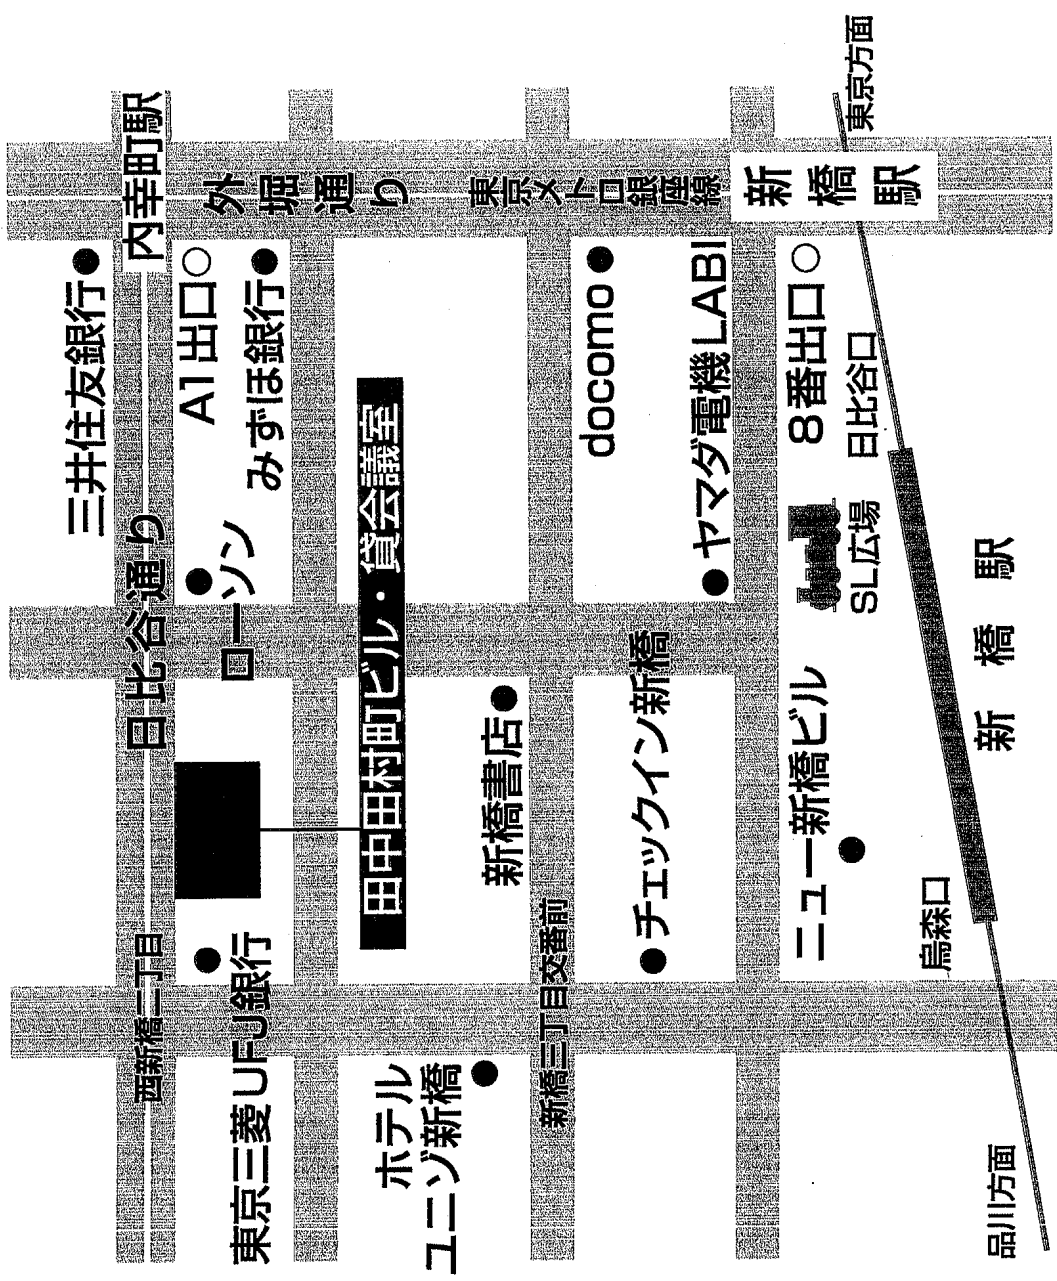 三井住友銀行
西新橋二丁目
日比谷通り
内幸町駅
A1出口
東京三菱UFJ銀行
ローソン
みずほ銀行
外堀通り
田中田村町ビル・貸会議室
ホテル
ユニゾ新橋
新橋書店
東京メトロ銀座線
新橋三丁目交番前
docomo
チェックイン新橋
ヤマダ電機LABI
新橋駅
ニュー新橋ビル
8番出口
SL広場
日比谷口
東京方面
烏森口
新橋駅
品川方面